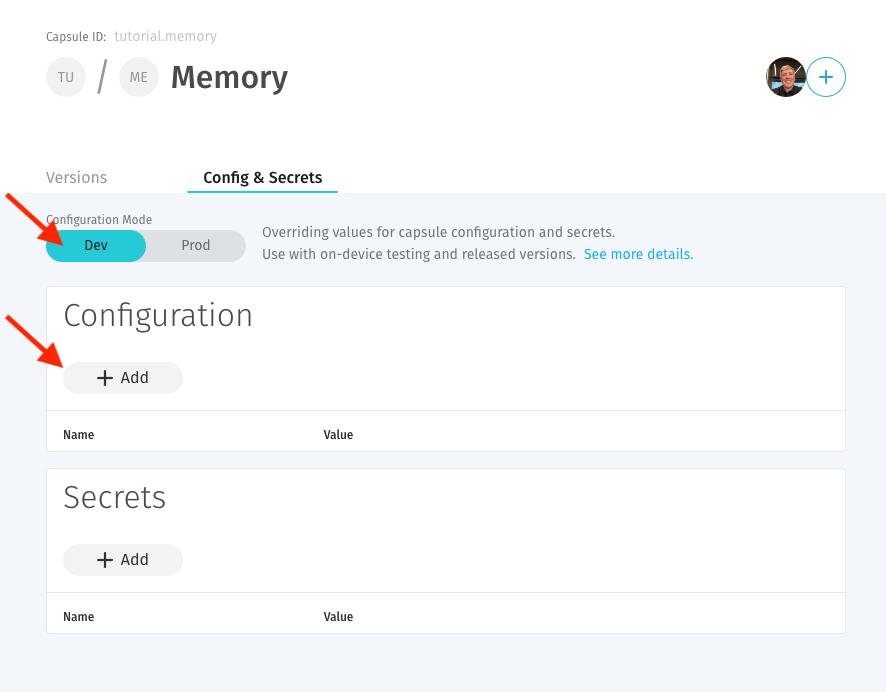 Capsule ID: tutorial.memory
TU / ME Memory
+
Versions Config & Secrets
Configuration Mode
Dev Prod
Overriding values for capsule configuration and secrets.
Use with on-device testing and released versions. See more details.
Configuration
+ Add
Name Value
Secrets
+ Add
Name Value